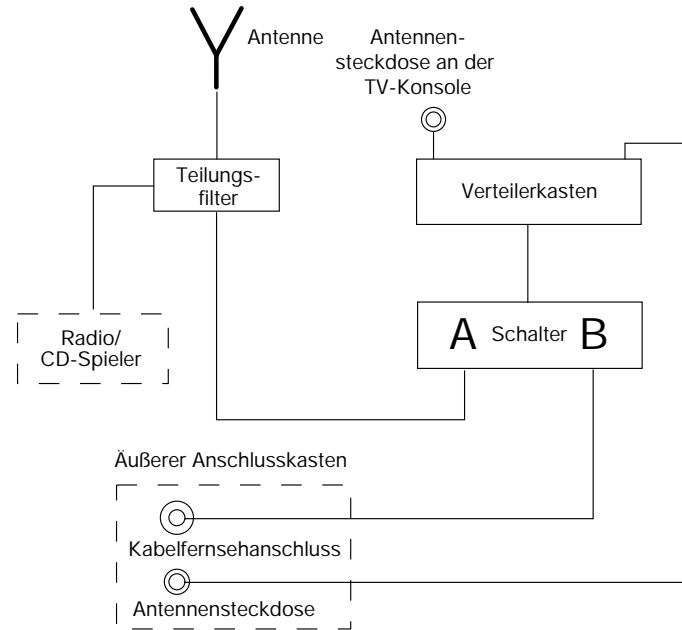 Antenne
Antennen-
steckdose an der
TV-Konsole
Teilungs-
filter
Verteilerkasten
Radio/
CD-Spieler
A Schalter B
Äußerer Anschlusskasten
Kabelfernsehanschluss
Antennensteckdose